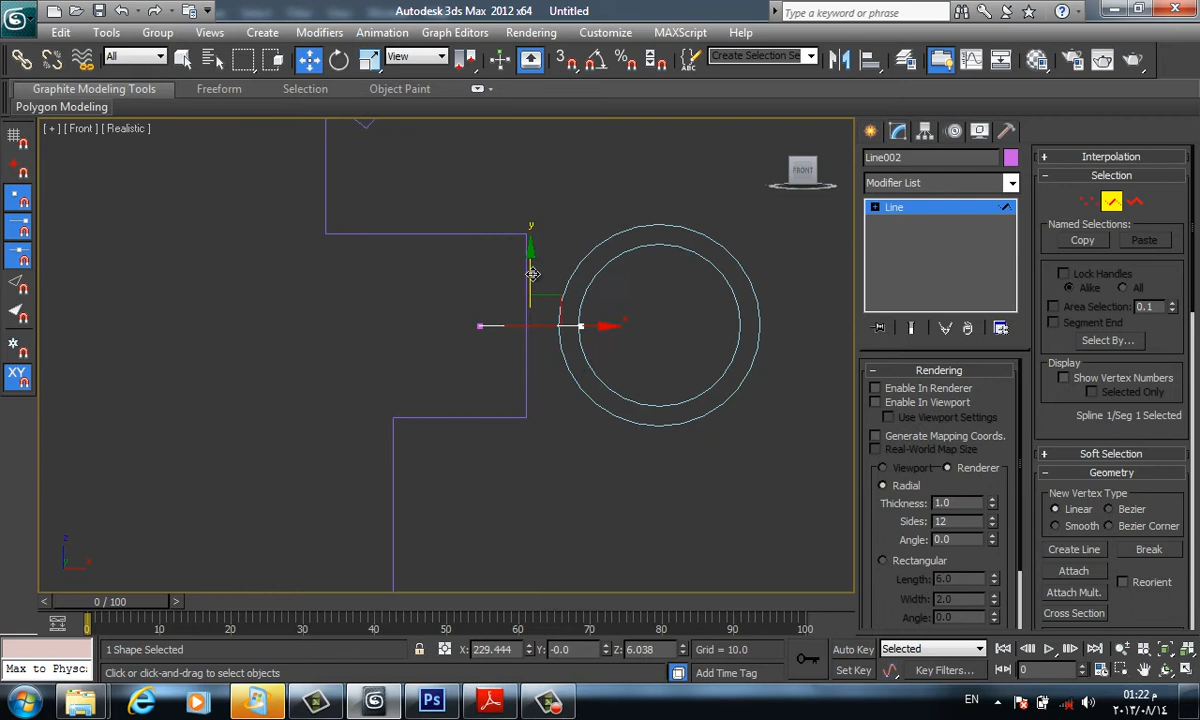 Autodesk 3ds Max 2012 x64 Untitled
Type a keyword or phrase
Edit Tools Group Views Create Modifiers Animation Graph Editors Rendering Customize MAXScript Help
All View 3 % Create Selection Se
Graphite Modeling Tools Freeform Selection Object Paint
Polygon Modeling
[ + ] [ Front ] [ Realistic ]
FRONT
y
x
z
x
XY
Line002
Modifier List
Line
Rendering
Enable In Renderer
Enable In Viewport
Use Viewport Settings
Generate Mapping Coords.
Real-World Map Size
Viewport Renderer
Radial
Thickness: 1.0
Sides: 12
Angle: 0.0
Rectangular
Length: 6.0
Width: 2.0
Angle: 0.0
Interpolation
Selection
Named Selections:
Copy Paste
Lock Handles
Alike All
Area Selection: 0.1
Segment End
Select By...
Display
Show Vertex Numbers
Selected Only
Spline 1/Seg 1 Selected
Soft Selection
Geometry
New Vertex Type
Linear Bezier
Smooth Bezier Corner
Create Line Break
Attach Reorient
Attach Mult.
Cross Section
< 0 / 100 >
0 10 20 30 40 50 60 70 80 90 100
1 Shape Selected X: 229.444 Y: -0.0 Z: 6.038 Grid = 10.0 Auto Key Selected
Max to Physc: Click or click-and-drag to select objects Add Time Tag Set Key Key Filters... 0
Ps EN م 01:22
٢٠١٣/٠٨/١٤